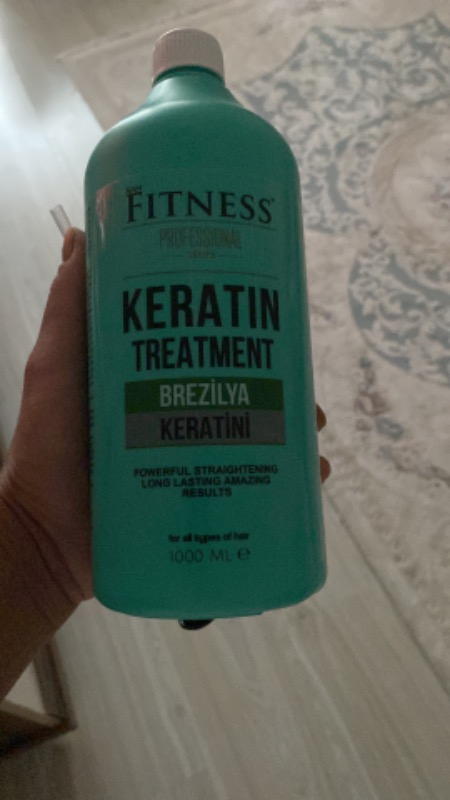 FITNESS
PROFESSIONAL
KERATIN
TREATMENT
BREZİLYA
KERATİNİ
POWERFUL STRAIGHTENING
LONG LASTING AMAZING
RESULTS
for all types of hair
1000 ML e